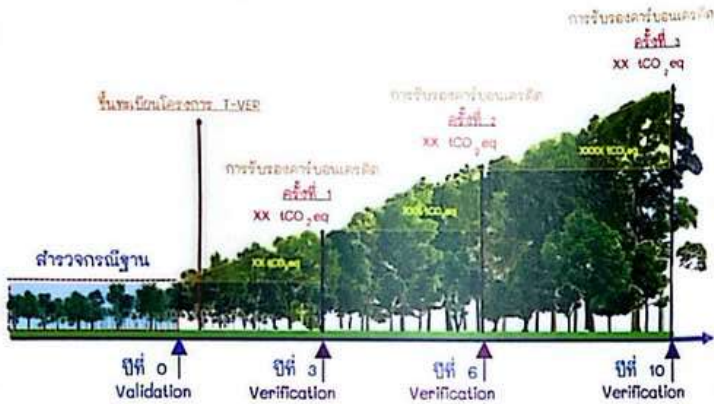 การรับรองคาร์บอนเครดิต
ครั้งที่ 3
XX tCO2eq
ขึ้นทะเบียนโครงการ T-VER
การรับรองคาร์บอนเครดิต
ครั้งที่ 2
XX tCO2eq
XXXX tCO2eq
การรับรองคาร์บอนเครดิต
ครั้งที่ 1
XX tCO2eq
XXX tCO2eq
สำรวจกรณีฐาน
XX tCO2eq
ปีที่ 0
Validation
ปีที่ 3
Verification
ปีที่ 6
Verification
ปีที่ 10
Verification